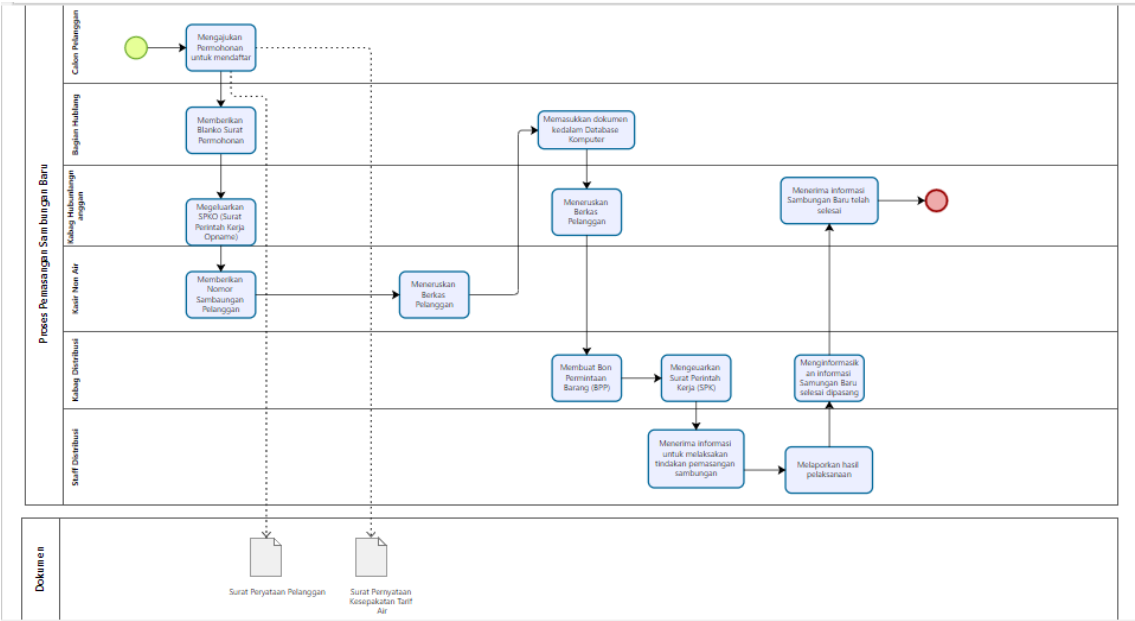 Proses Pemasangan Sambungan Baru
Calon Pelanggan
Mengajukan
Permohonan
untuk mendaftar
Bagian Hublang
Memberikan
Blanko Surat
Permohonan
Memasukkan dokumen
kedalam Database
Komputer
Kabag Hubunlangn
anggan
Megeluarkan
SPKO (Surat
Perintah Kerja
Opname)
Meneruskan
Berkas
Pelanggan
Menerima informasi
Sambungan Baru telah
selesai
Kasir Non Air
Memberikan
Nomor
Sambaungan
Pelanggan
Meneruskan
Berkas
Pelanggan
Kabag Distribusi
Membuat Bon
Permintaan
Barang (BPP)
Mengeuarkan
Surat Perintah
Kerja (SPK)
Menginformasik
an informasi
Samungan Baru
selesai dipasang
Staff Distribusi
Menerima informasi
untuk melaksakan
tindakan pemasangan
sambungan
Melaporkan hasil
pelaksanaan
Dokumen
Surat Peryataan Pelanggan
Surat Pernyataan
Kesepakatan Tarif
Air